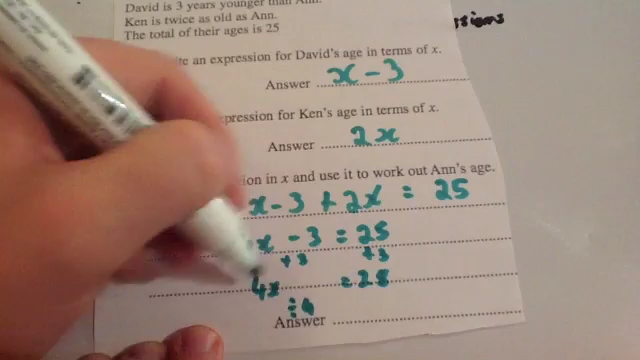 David is 3 years younger than Ann.
Ken is twice as old as Ann.
The total of their ages is 25
an expression for David's age in terms of x.
Answer x - 3
expression for Ken's age in terms of x.
Answer 2x
in x and use it to work out Ann's age.
x - 3 + 2x = 25
x - 3 = 25
+3 +3
4x = 28
÷4
Answer